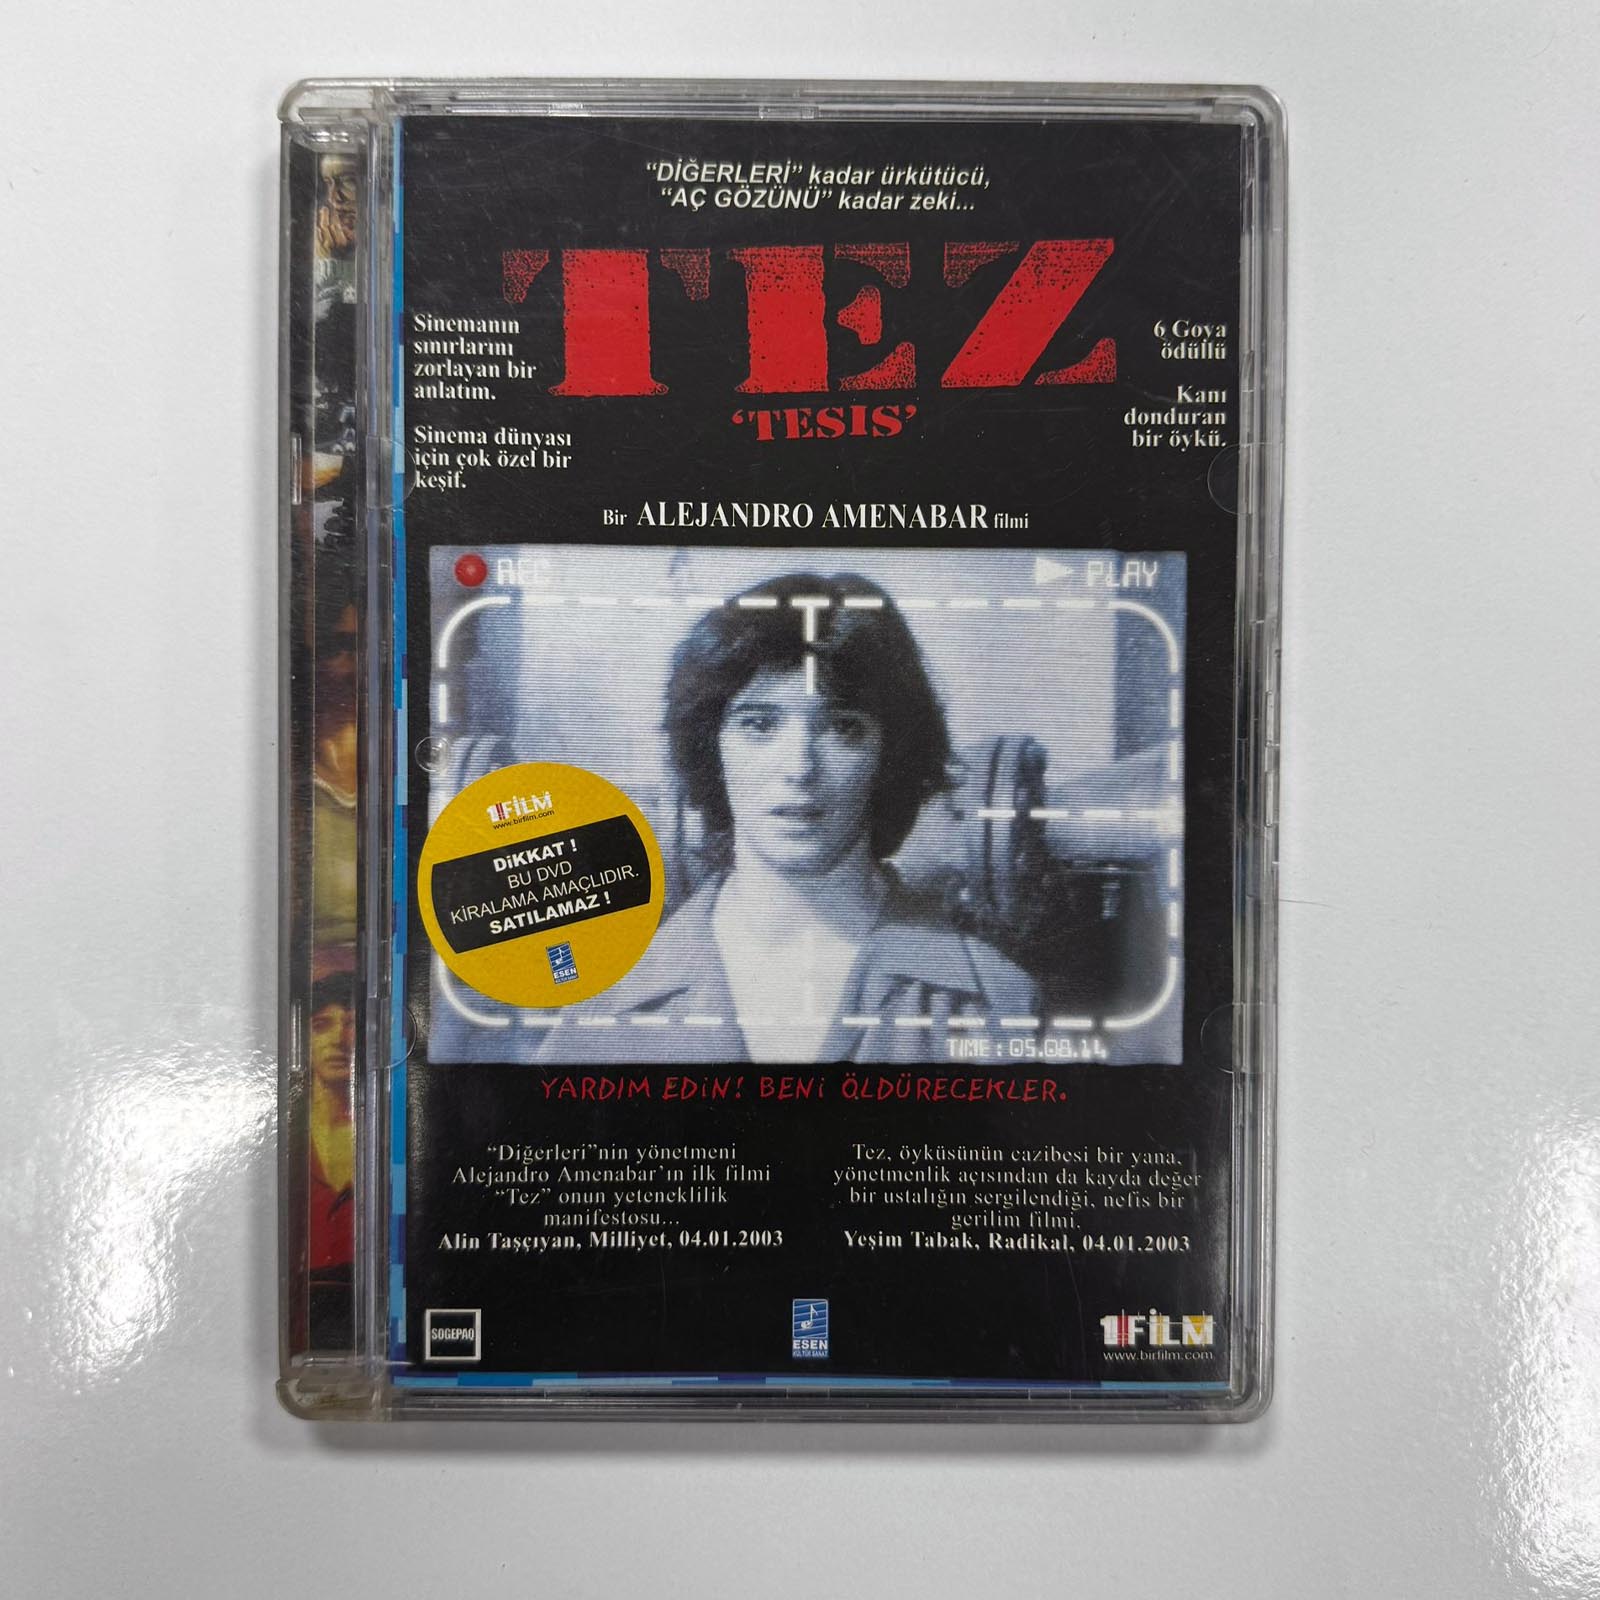 “DİĞERLERİ” kadar ürkütücü,
“AÇ GÖZÜNÜ” kadar zeki...
TEZ
‘TESIS’
Sinemanın
sınırlarını
zorlayan bir
anlatım.
Sinema dünyası
için çok özel bir
keşif.
6 Goya
ödüllü
Kanı
donduran
bir öykü.
Bir ALEJANDRO AMENABAR filmi
REC
PLAY
1FİLM
www.birfilm.com
DİKKAT !
BU DVD
KİRALAMA AMAÇLIDIR.
SATILAMAZ !
ESEN
KÜLTÜR SANAT
TIME : 05.08.14
YARDIM EDİN! BENİ ÖLDÜRECEKLER.
“Diğerleri”nin yönetmeni
Alejandro Amenabar’ın ilk filmi
“Tez” onun yeteneklilik
manifestosu...
Alin Taşçıyan, Milliyet, 04.01.2003
Tez, öyküsünün cazibesi bir yana,
yönetmenlik açısından da kayda değer
bir ustalığın sergilendiği, nefis bir
gerilim filmi.
Yeşim Tabak, Radikal, 04.01.2003
SOGEPAQ
ESEN
KÜLTÜR SANAT
1FİLM
www.birfilm.com